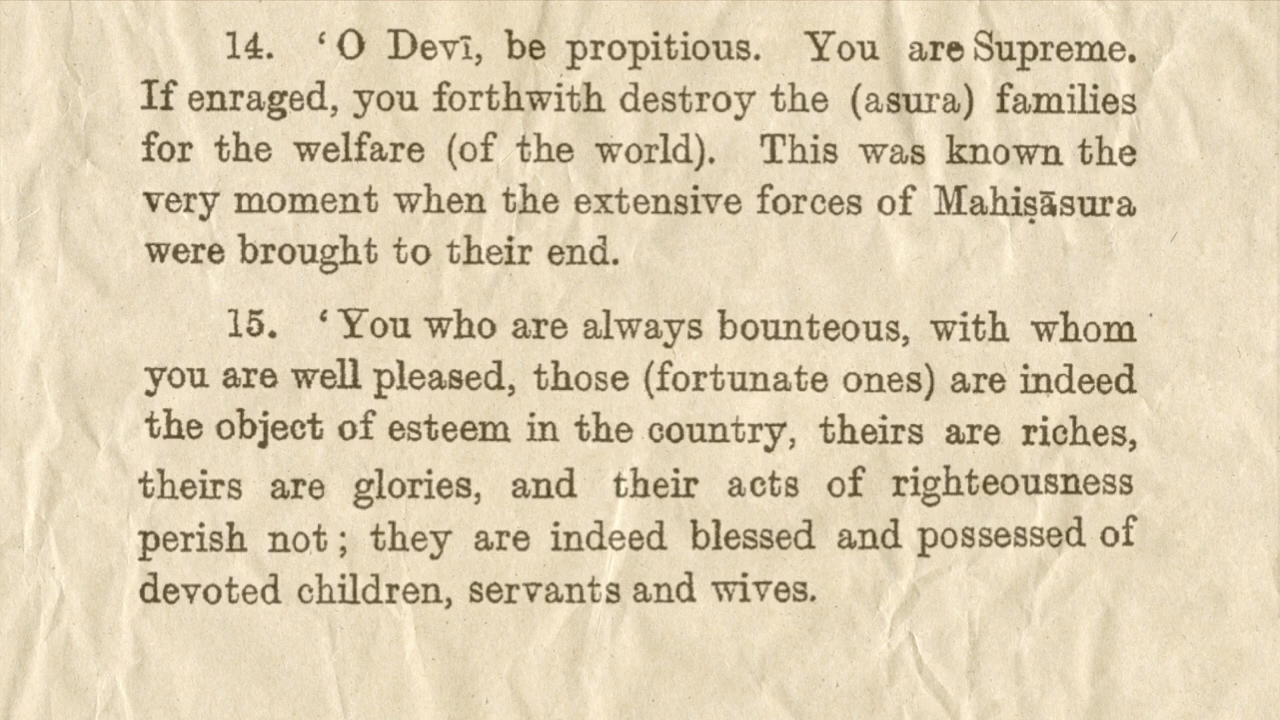 14. ‘O Devī, be propitious. You are Supreme.
If enraged, you forthwith destroy the (asura) families
for the welfare (of the world). This was known the
very moment when the extensive forces of Mahiṣāsura
were brought to their end.
15. ‘You who are always bounteous, with whom
you are well pleased, those (fortunate ones) are indeed
the object of esteem in the country, theirs are riches,
theirs are glories, and their acts of righteousness
perish not; they are indeed blessed and possessed of
devoted children, servants and wives.